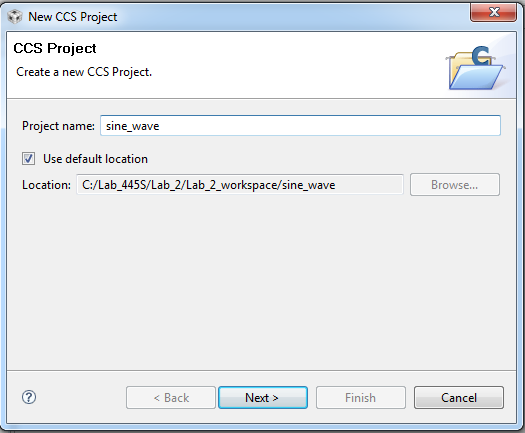 New CCS Project
CCS Project
Create a new CCS Project.
C
Project name: sine_wave
Use default location
Location: C:/Lab_445S/Lab_2/Lab_2_workspace/sine_wave Browse...
? < Back Next > Finish Cancel